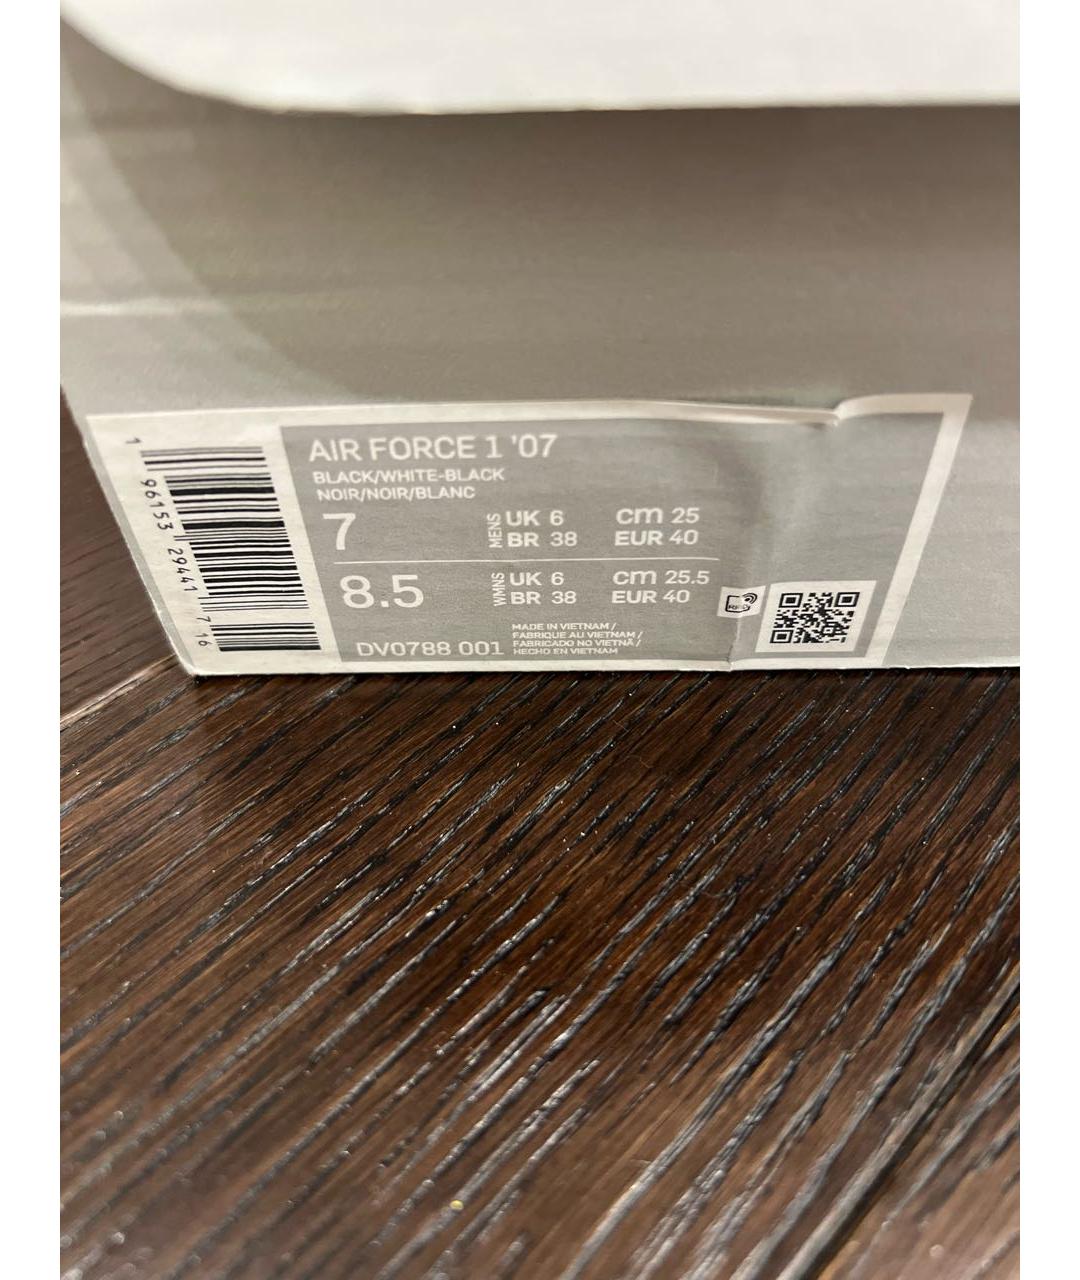 AIR FORCE 1 '07
BLACK/WHITE-BLACK
NOIR/NOIR/BLANC
7 MENS UK 6 cm 25
BR 38 EUR 40
8.5 WMNS UK 6 cm 25.5
BR 38 EUR 40
DV0788 001
MADE IN VIETNAM /
FABRIQUE AU VIETNAM /
FABRICADO NO VIETNÃ /
HECHO EN VIETNAM
RFID
1 96153 29441 7 16